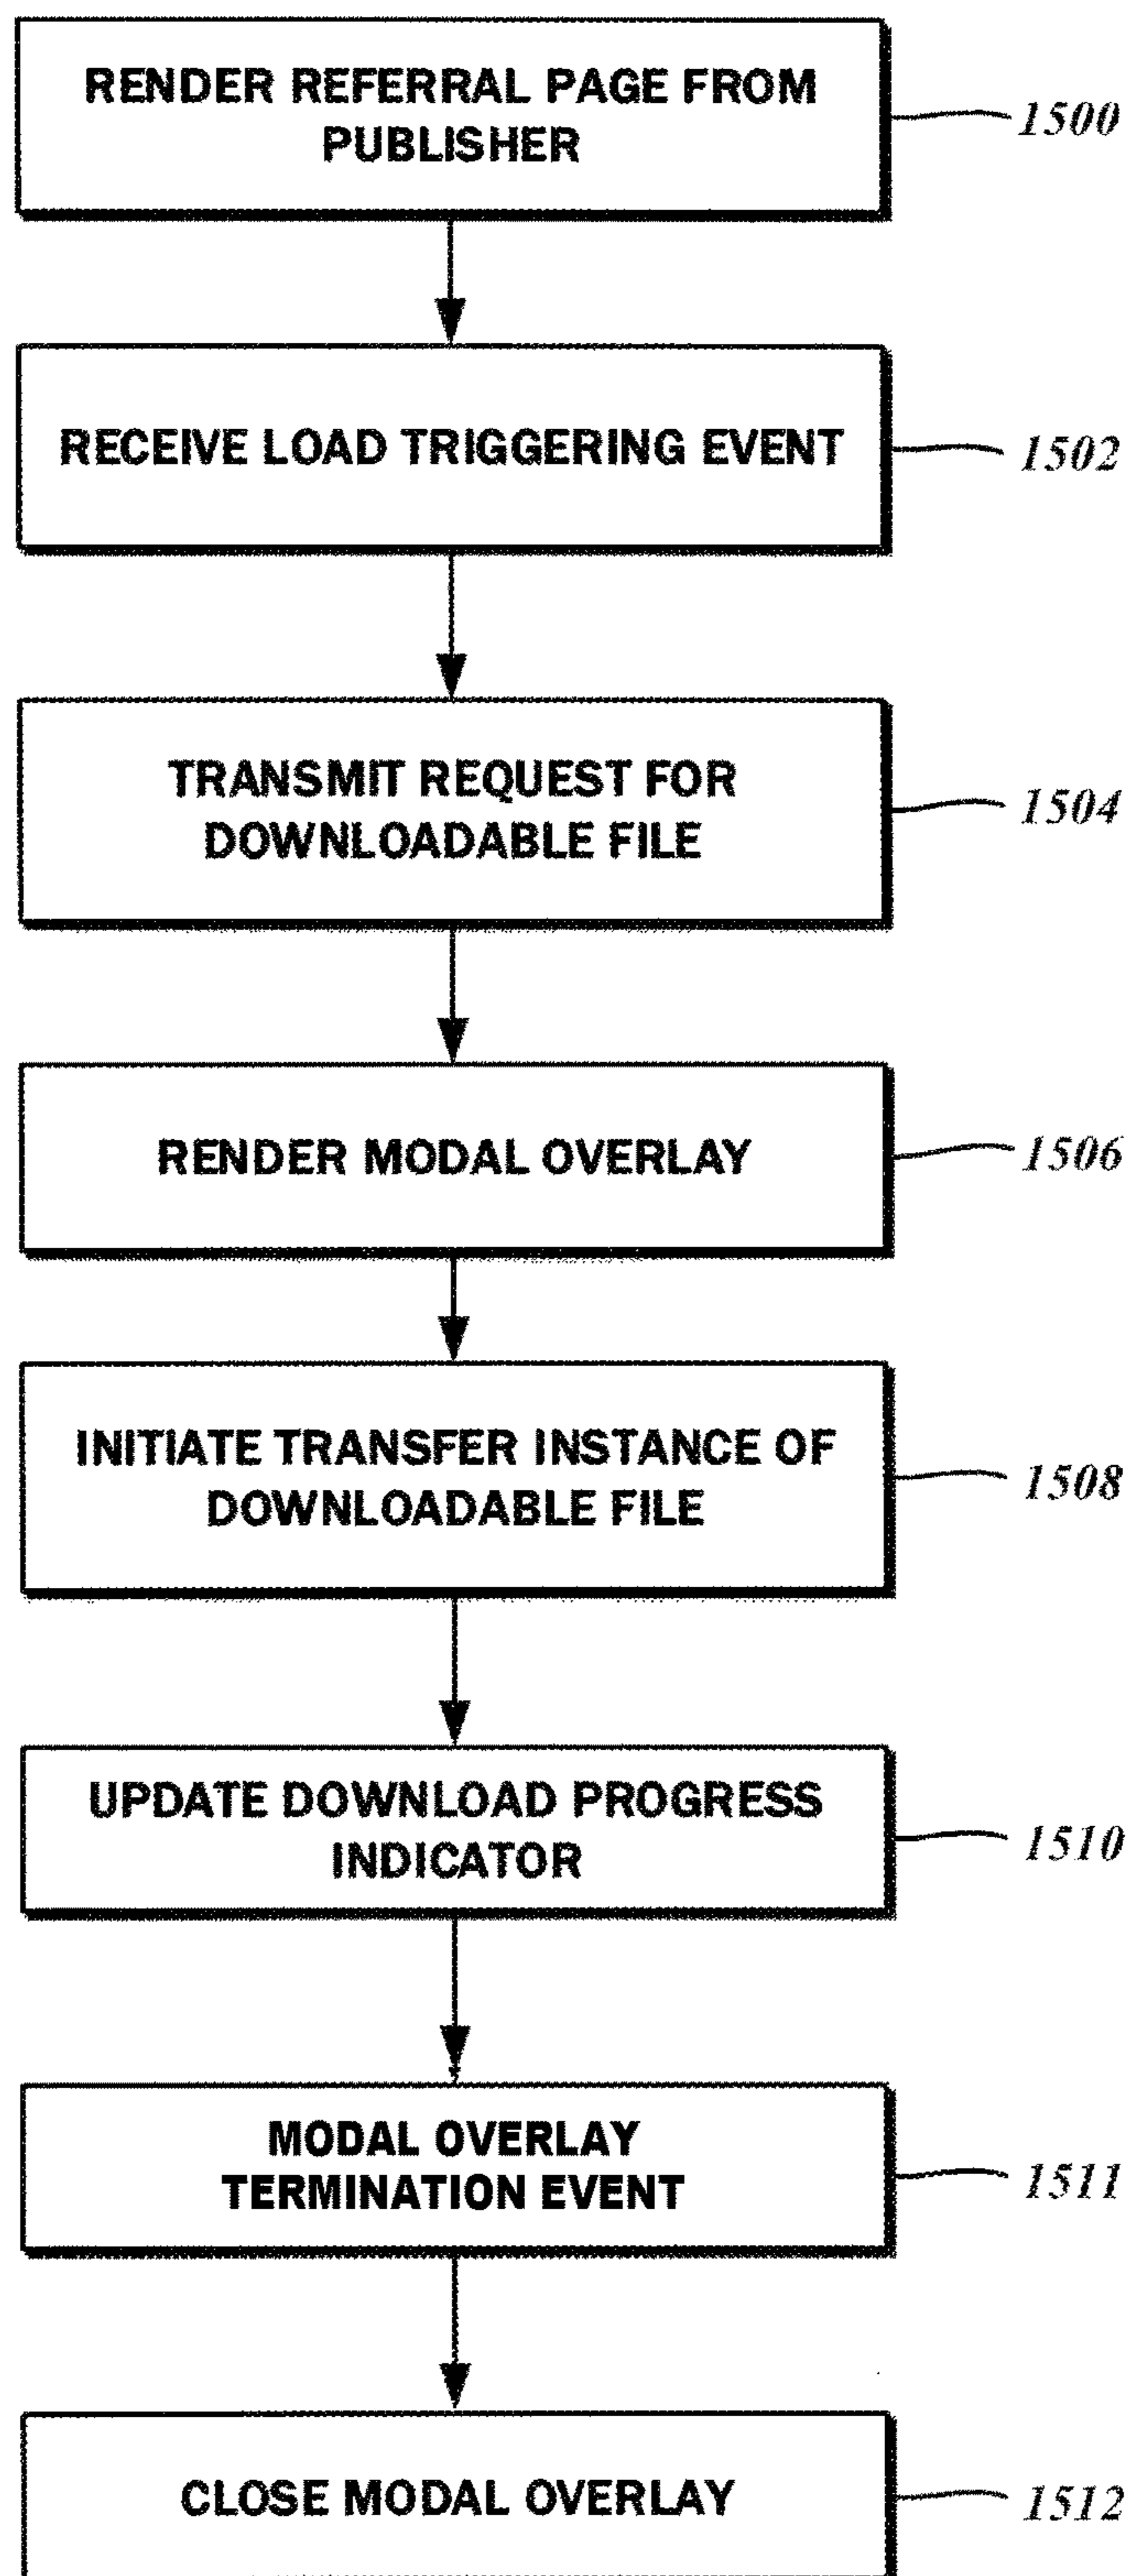 RENDER REFERRAL PAGE FROM
PUBLISHER
1500
RECEIVE LOAD TRIGGERING EVENT
1502
TRANSMIT REQUEST FOR
DOWNLOADABLE FILE
1504
RENDER MODAL OVERLAY
1506
INITIATE TRANSFER INSTANCE OF
DOWNLOADABLE FILE
1508
UPDATE DOWNLOAD PROGRESS
INDICATOR
1510
MODAL OVERLAY
TERMINATION EVENT
1511
CLOSE MODAL OVERLAY
1512